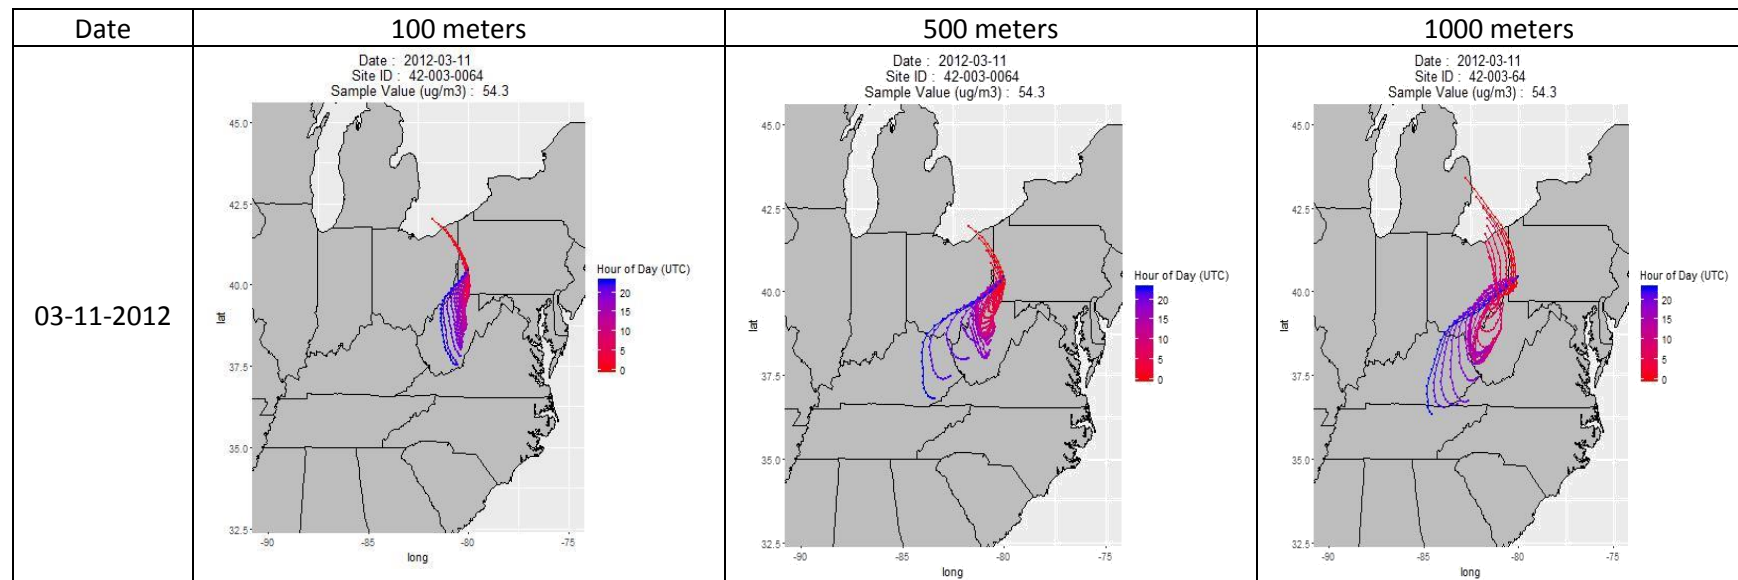 Date
100 meters
500 meters
1000 meters
03-11-2012
Date : 2012-03-11
Site ID : 42-003-0064
Sample Value (ug/m3) : 54.3
45.0
42.5
40.0
37.5
35.0
32.5
lat
-90
-85
-80
-75
long
Hour of Day (UTC)
20
15
10
5
0
Date : 2012-03-11
Site ID : 42-003-0064
Sample Value (ug/m3) : 54.3
45.0
42.5
40.0
37.5
35.0
32.5
lat
-90
-85
-80
-75
long
Hour of Day (UTC)
20
15
10
5
0
Date : 2012-03-11
Site ID : 42-003-64
Sample Value (ug/m3) : 54.3
45.0
42.5
40.0
37.5
35.0
32.5
lat
-90
-85
-80
-75
long
Hour of Day (UTC)
20
15
10
5
0